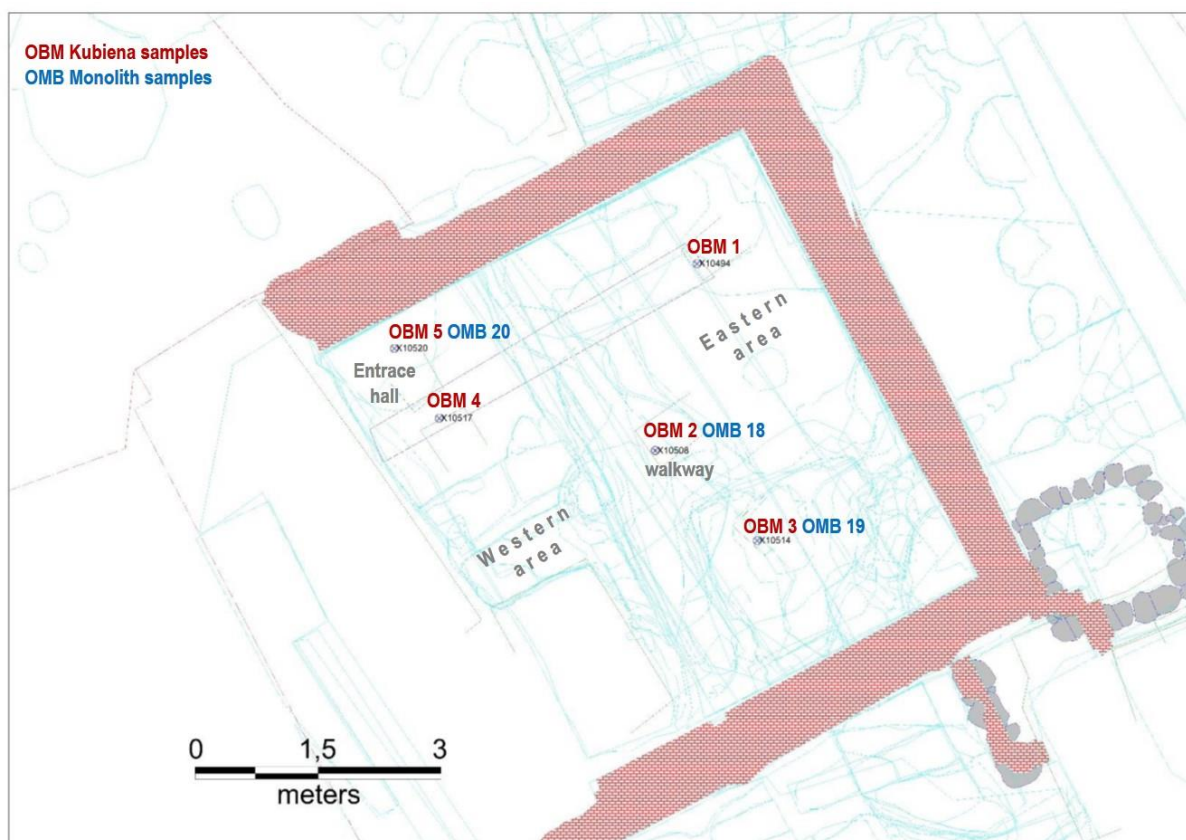 OBM Kubiena samples
OMB Monolith samples
OBM 1
X10494
Eastern
area
OBM 5 OMB 20
X10520
Entrace
hall
OBM 4
X10517
OBM 2 OMB 18
X10508
walkway
OBM 3 OMB 19
X10514
Western
area
0 1,5 3
meters